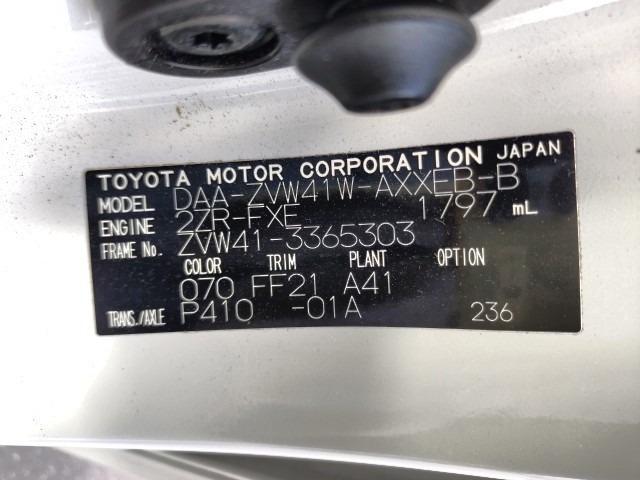 TOYOTA MOTOR CORPORATION JAPAN
MODEL DAA-ZVW41W-AXXEB-B
ENGINE 2ZR-FXE 1797 mL
FRAME No. ZVW41-3365303
COLOR TRIM PLANT OPTION
070 FF21 A41
TRANS./AXLE P410 -01A 236